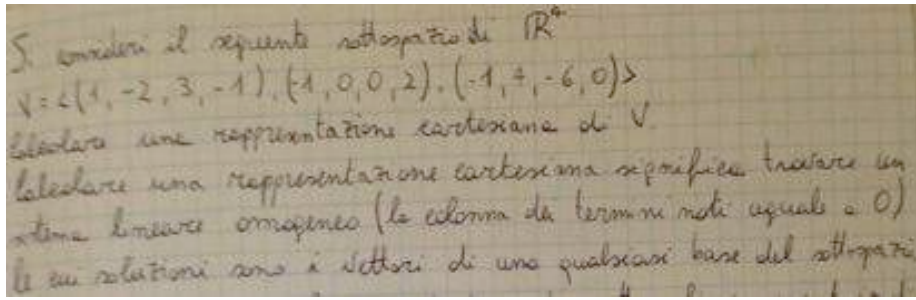 Si consideri il seguente sottospazio di ℝ⁴
V = <(1, -2, 3, -1), (-1, 0, 0, 2), (-1, 4, -6, 0)>
Calcolare una rappresentazione cartesiana di V.
Calcolare una rappresentazione cartesiana significa trovare un
sistema lineare omogeneo (la colonna dei termini noti uguale a 0)
le cui soluzioni sono i vettori di una qualsiasi base del sottospazio